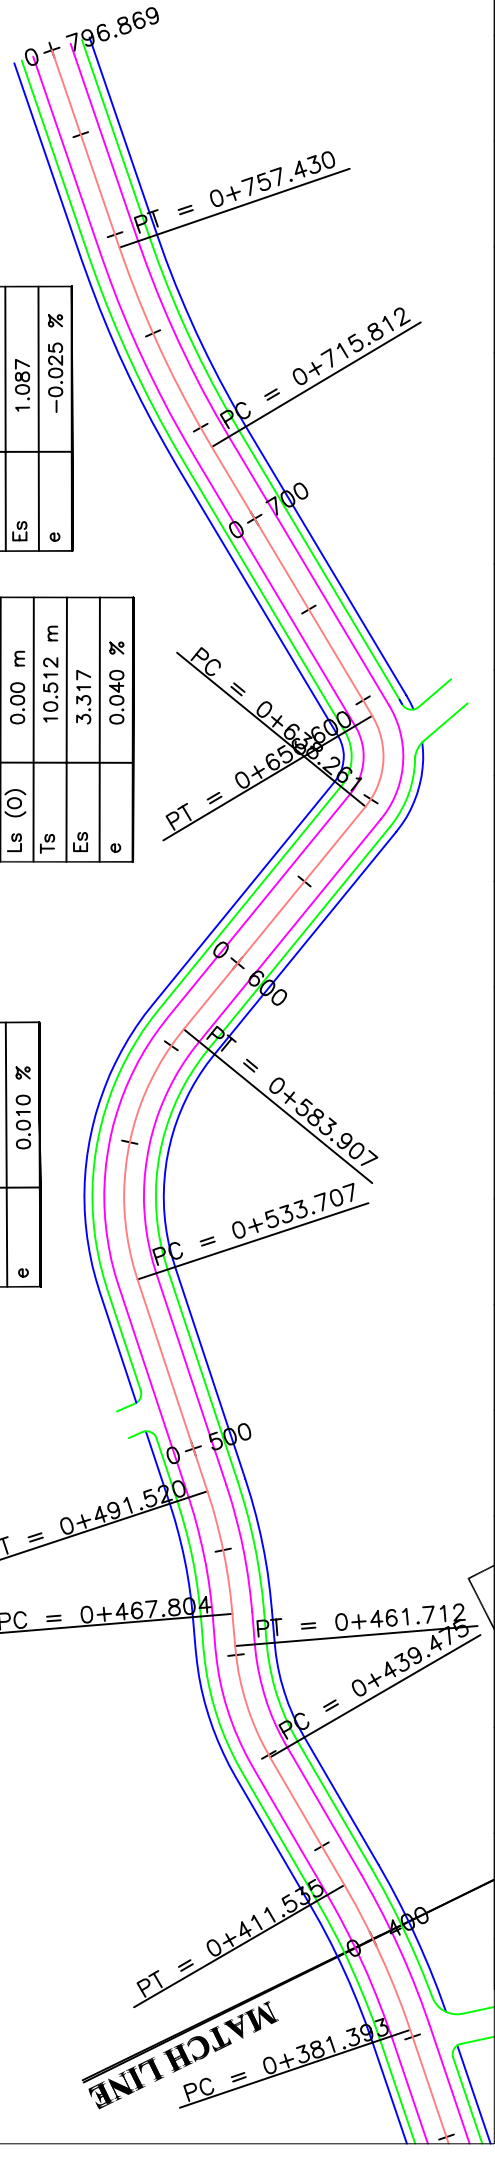 0+796.869
PT = 0+757.430
Es 1.087
e -0.025 %
PC = 0+715.812
0 700
Ls (O) 0.00 m
Ts 10.512 m
Es 3.317
e 0.040 %
PC = 0+638.261
0 600
PT = 0+583.907
e 0.010 %
PC = 0+533.707
0 500
T = 0+491.520
PC = 0+467.804
PT = 0+461.712
PC = 0+439.475
PT = 0+411.535
0 400
MATCH LINE
PC = 0+381.393